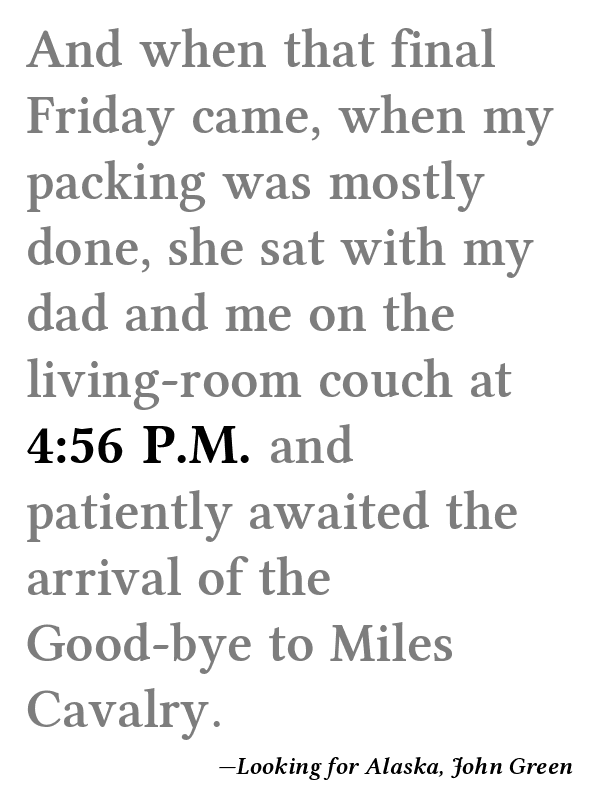 And when that final
Friday came, when my
packing was mostly
done, she sat with my
dad and me on the
living-room couch at
4:56 P.M. and
patiently awaited the
arrival of the
Good-bye to Miles
Cavalry.
—Looking for Alaska, John Green